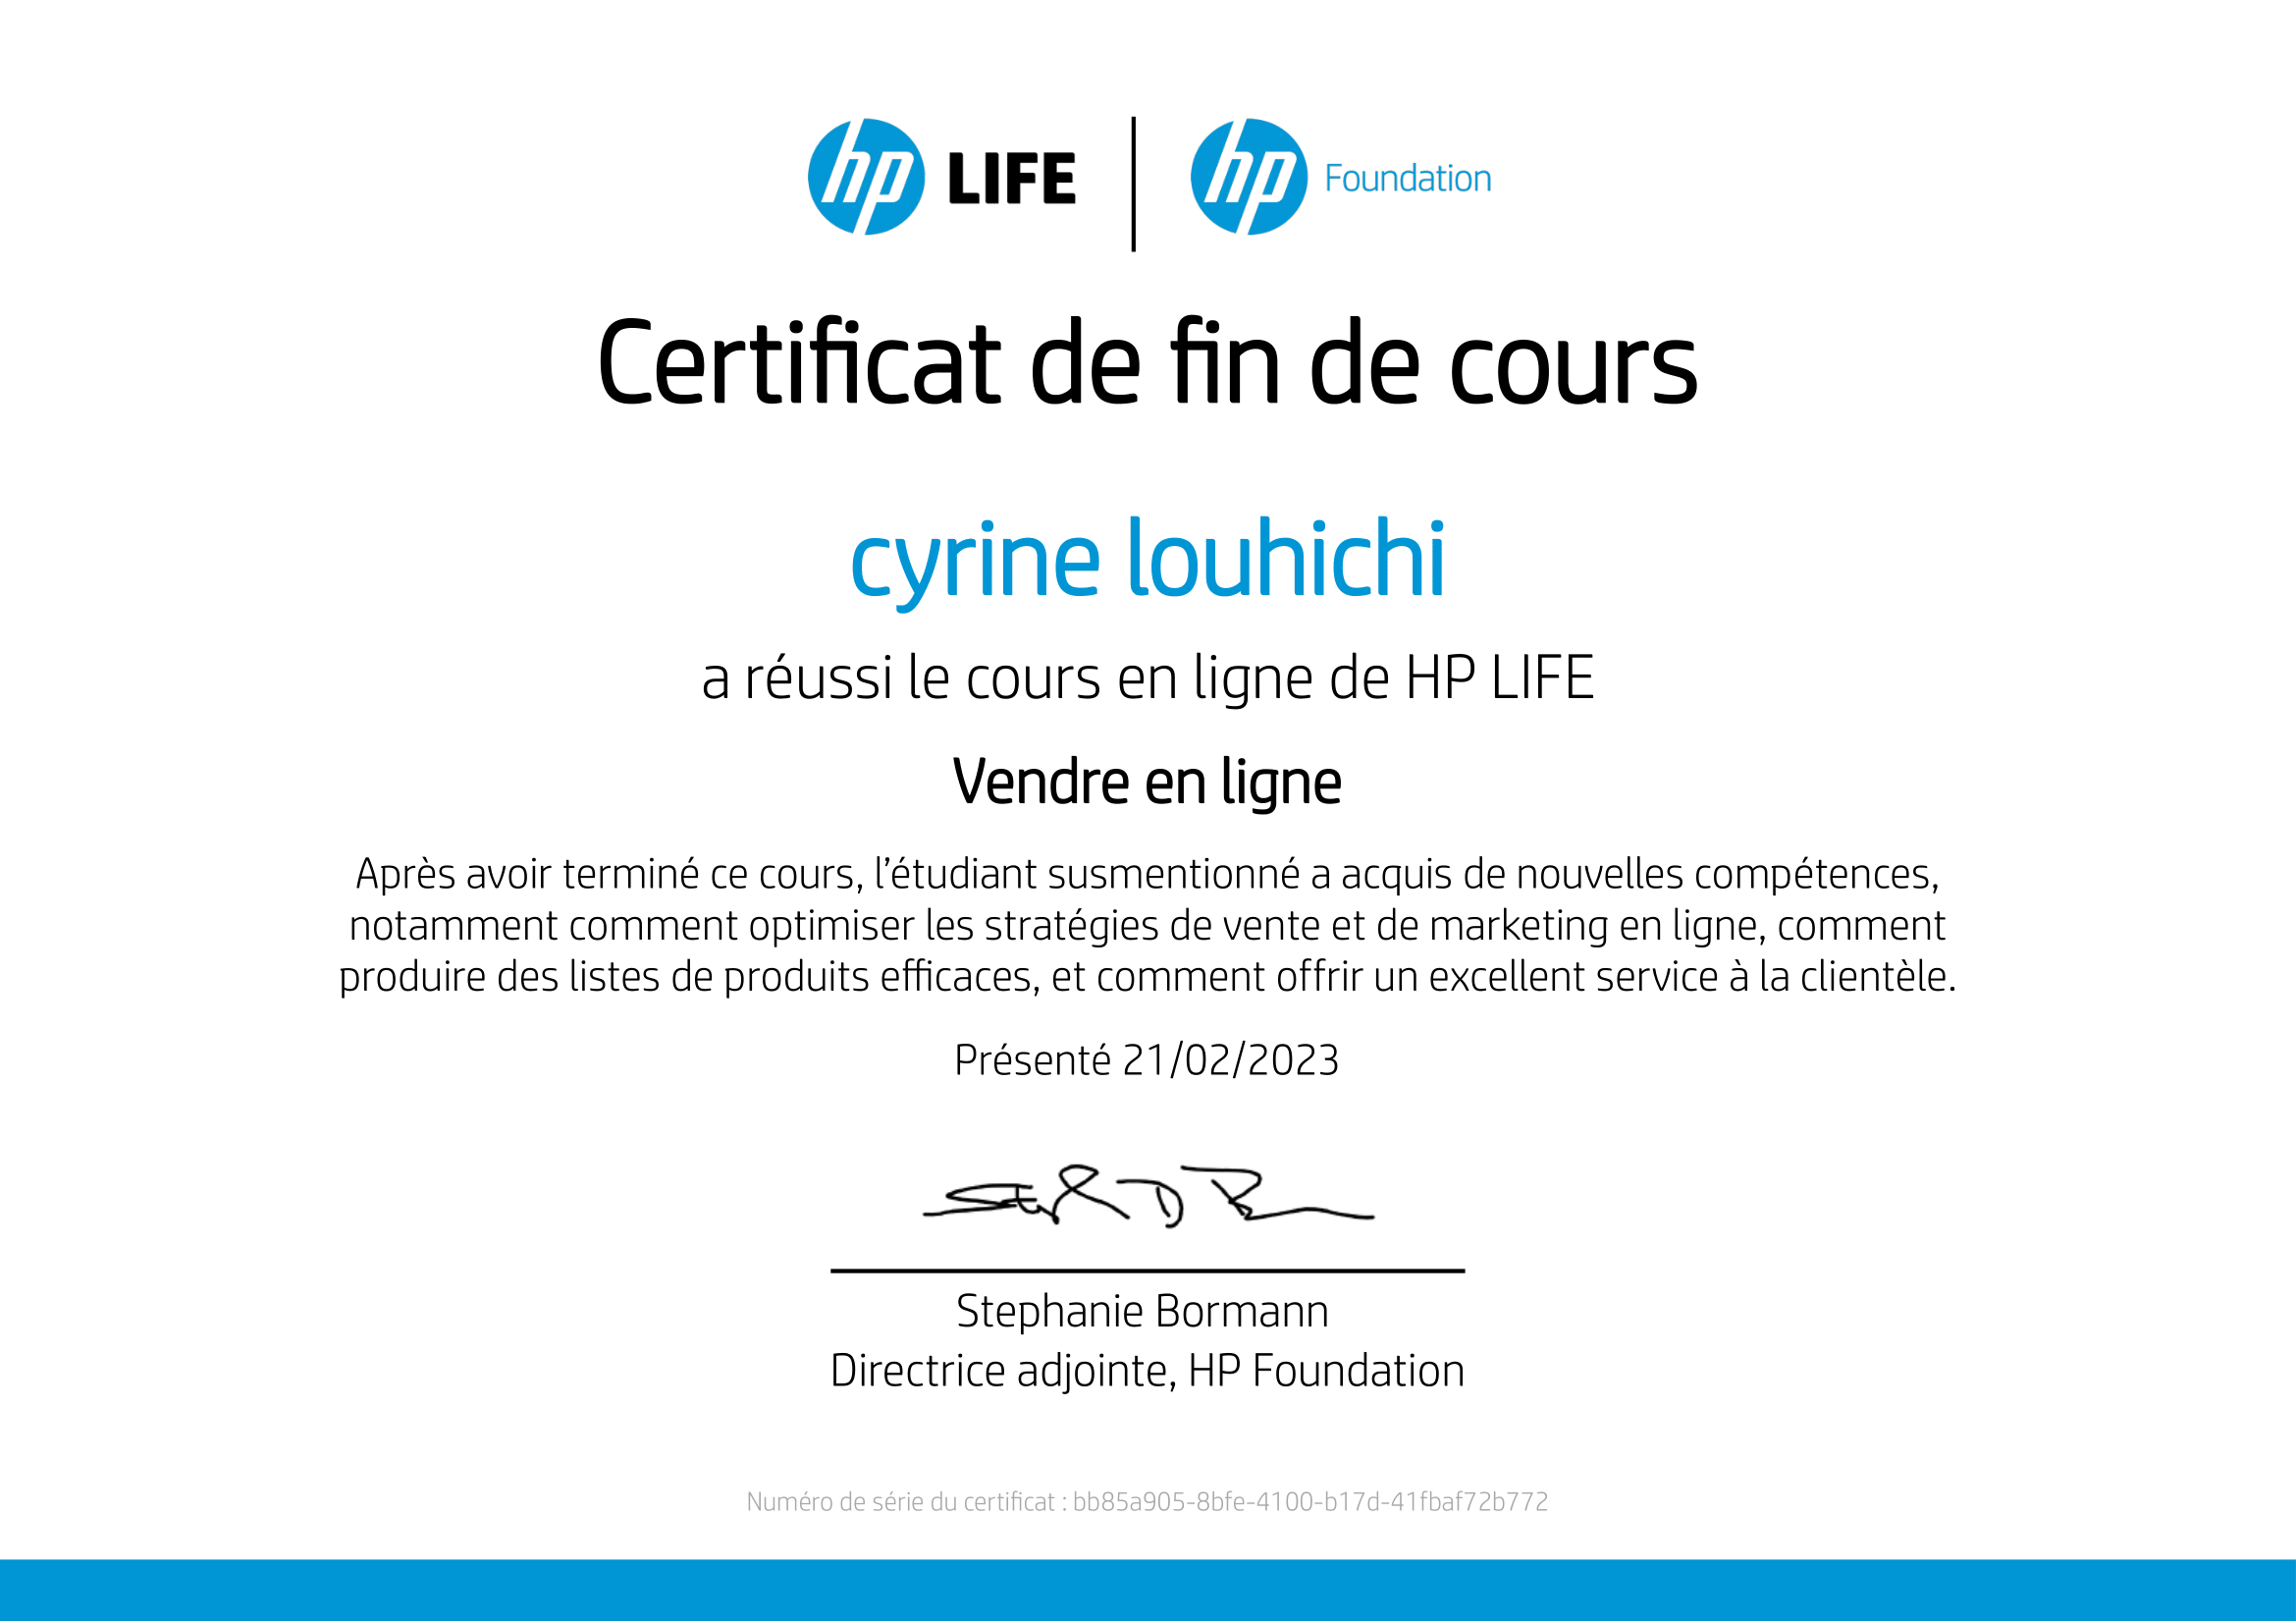 hp LIFE | hp Foundation
Certificat de fin de cours
cyrine louhichi
a réussi le cours en ligne de HP LIFE
Vendre en ligne
Après avoir terminé ce cours, l’étudiant susmentionné a acquis de nouvelles compétences,
notamment comment optimiser les stratégies de vente et de marketing en ligne, comment
produire des listes de produits efficaces, et comment offrir un excellent service à la clientèle.
Présenté 21/02/2023
Stephanie Bormann
Directrice adjointe, HP Foundation
Numéro de série du certificat : bb85a905-8bfe-4100-b17d-41fbaf72b772